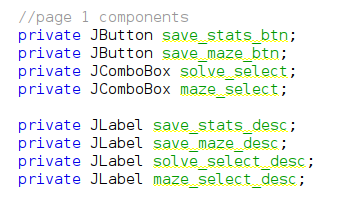 //page 1 components
private JButton save_stats_btn;
private JButton save_maze_btn;
private JComboBox solve_select;
private JComboBox maze_select;
private JLabel save_stats_desc;
private JLabel save_maze_desc;
private JLabel solve_select_desc;
private JLabel maze_select_desc;